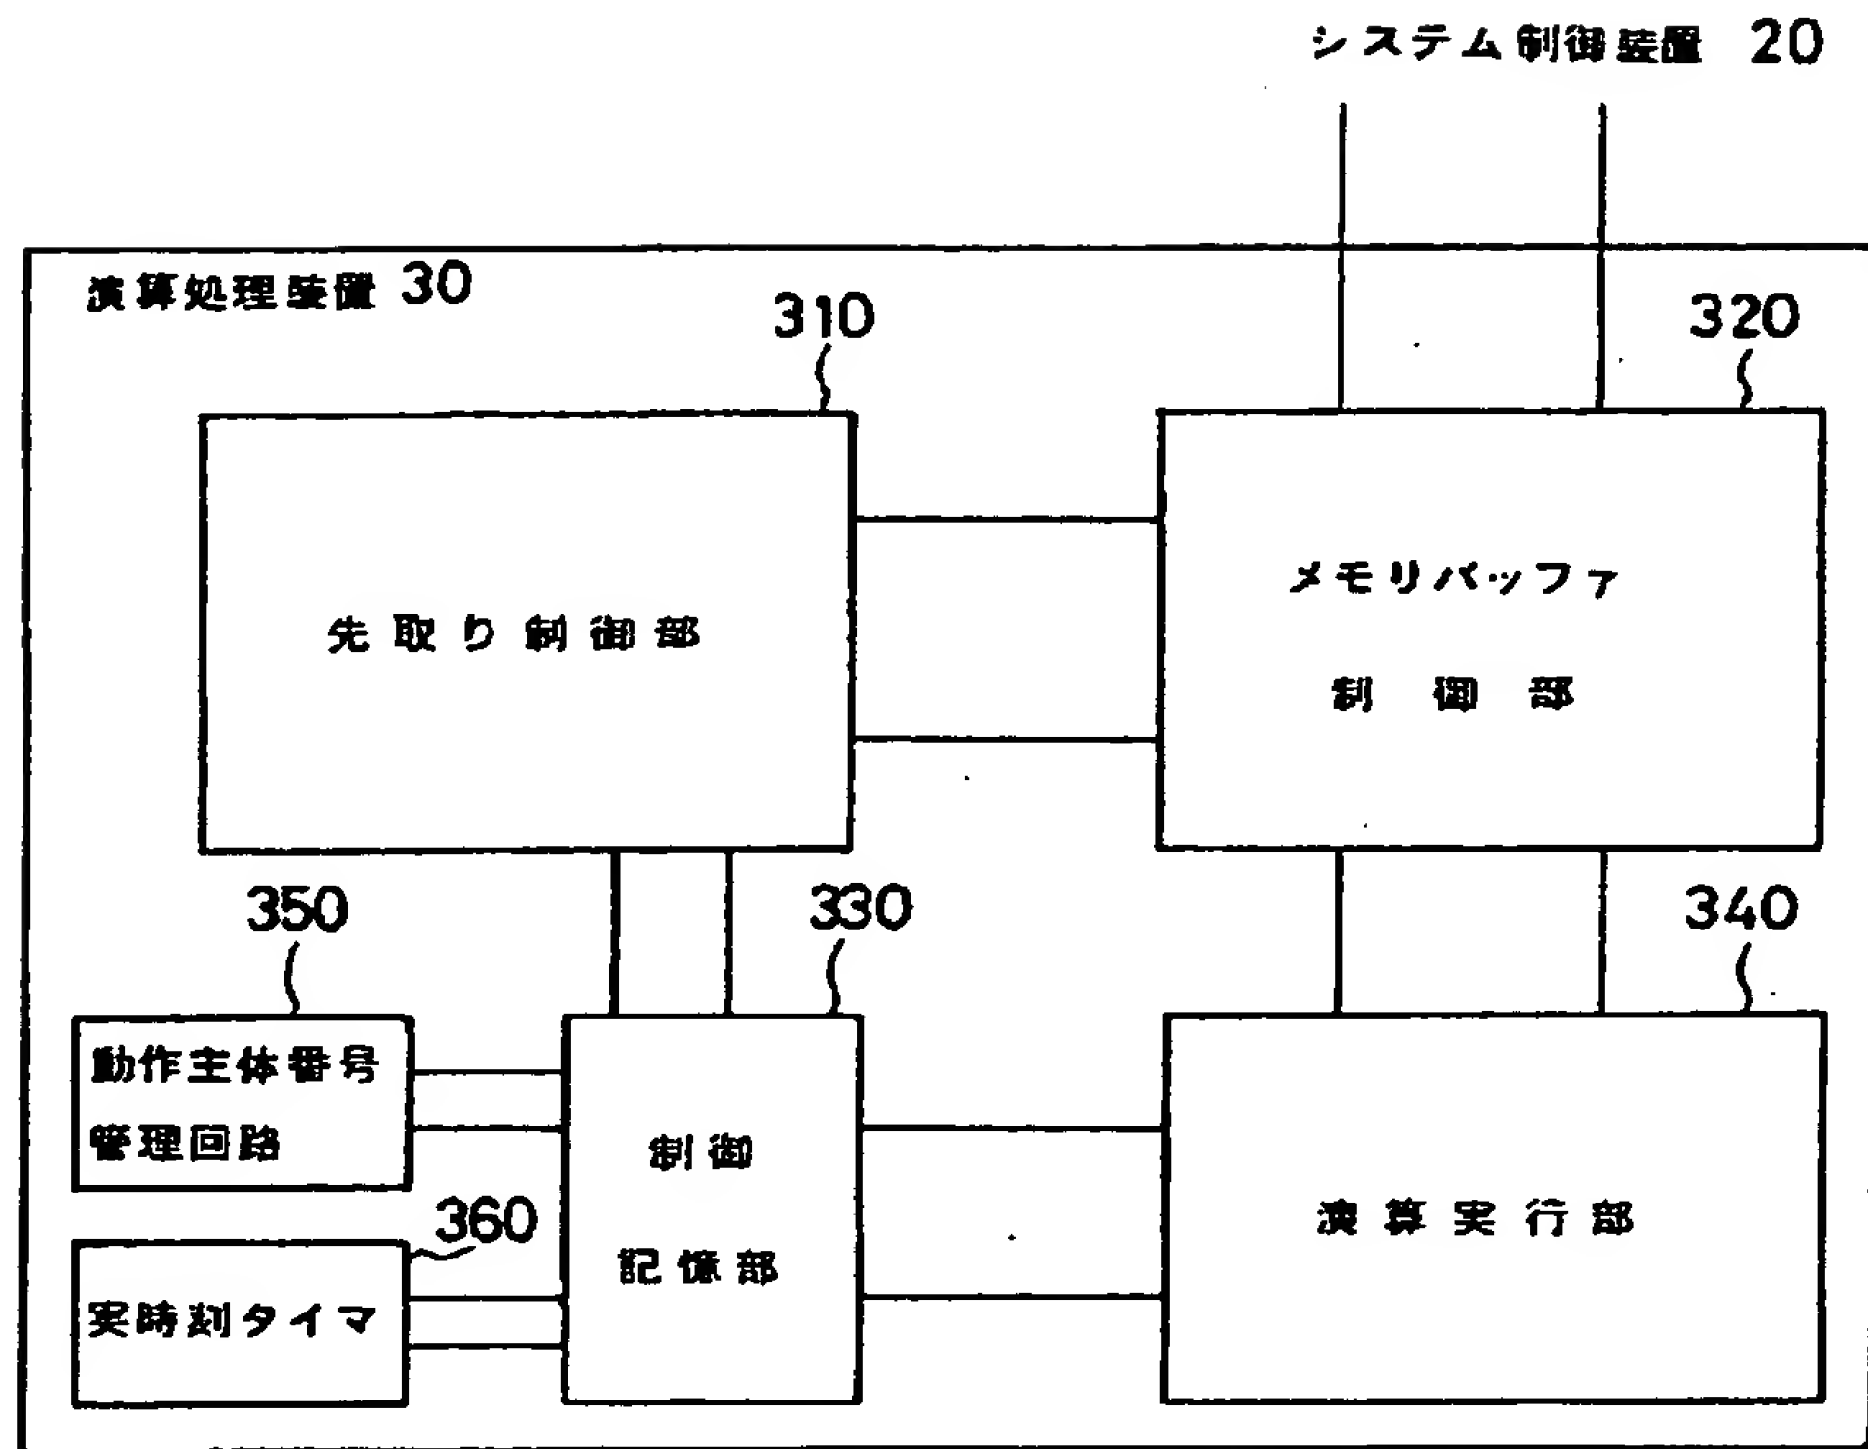 システム制御装置 20
演算処理装置 30
310
320
先取り制御部
メモリバッファ
制御部
350
330
340
動作主体番号
管理回路
制御
記憶部
演算実行部
360
実時刻タイマ